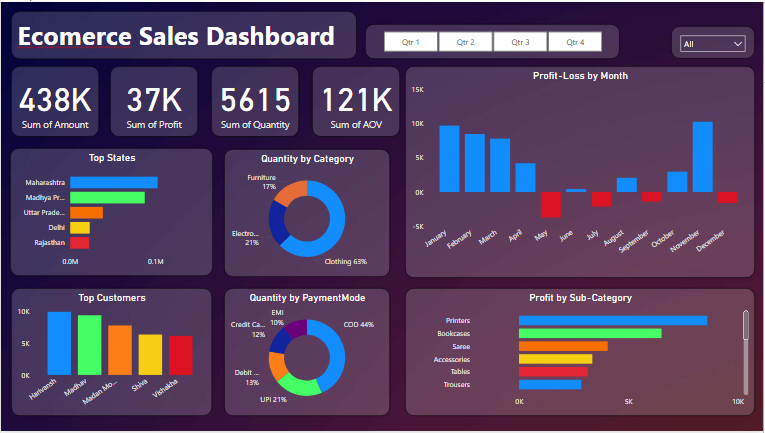 Ecomerce Sales Dashboard
Qtr 1 Qtr 2 Qtr 3 Qtr 4
All
438K
Sum of Amount
37K
Sum of Profit
5615
Sum of Quantity
121K
Sum of AOV
Profit-Loss by Month
15K
10K
5K
0K
-5K
January February March April May June July August September October November December
Top States
Maharashtra
Madhya Pr...
Uttar Prade...
Delhi
Rajasthan
0.0M 0.1M
Quantity by Category
Furniture
17%
Electro...
21%
Clothing 63%
Top Customers
10K
5K
0K
Harivansh Madhav Madan Mo... Shiva Vishakha
Quantity by PaymentMode
EMI
10%
Credit Ca...
12%
COD 44%
Debit ...
13%
UPI 21%
Profit by Sub-Category
Printers
Bookcases
Saree
Accessories
Tables
Trousers
0K 5K 10K